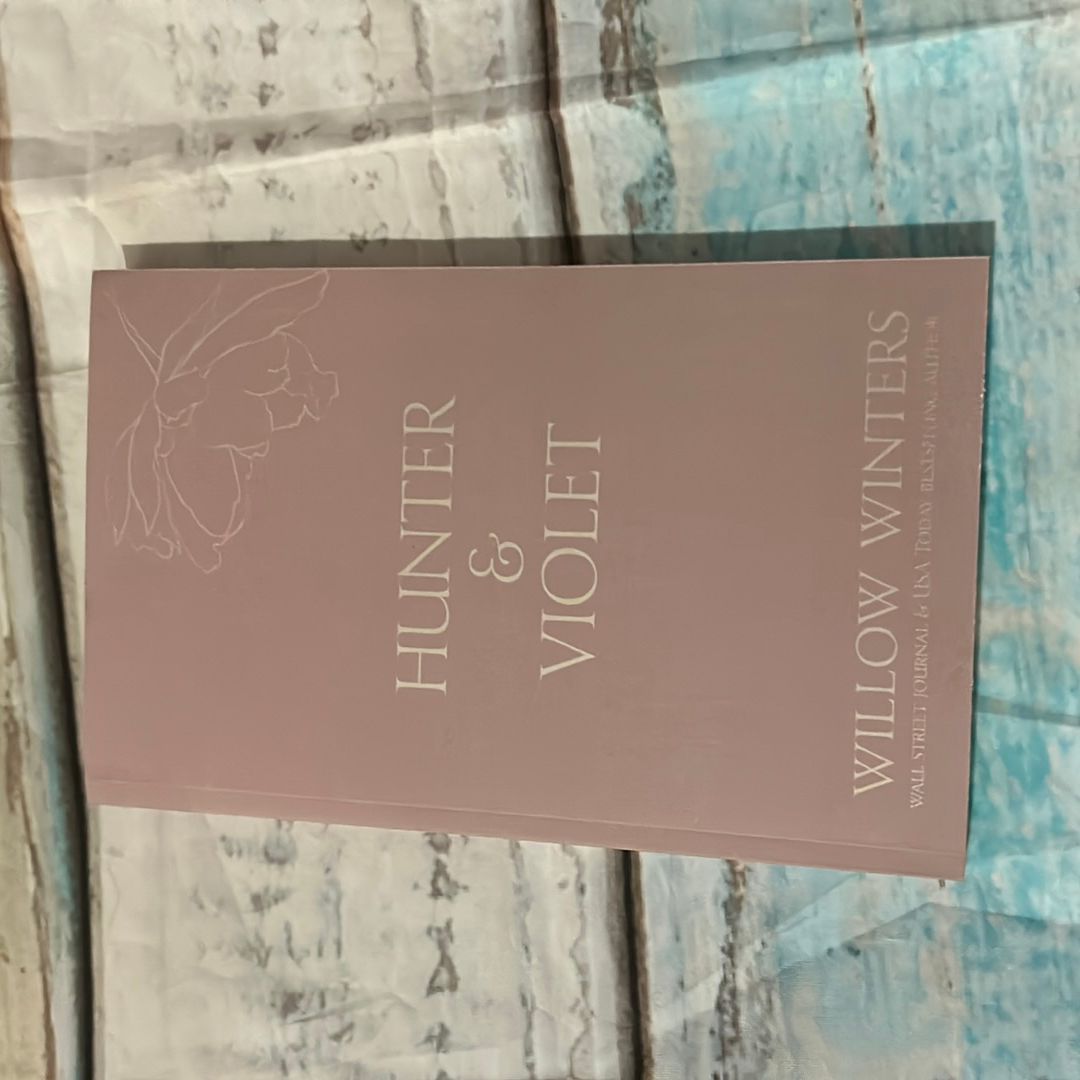 HUNTER
&
VIOLET
WILLOW WINTERS
WALL STREET JOURNAL & USA TODAY BESTSELLING AUTHOR